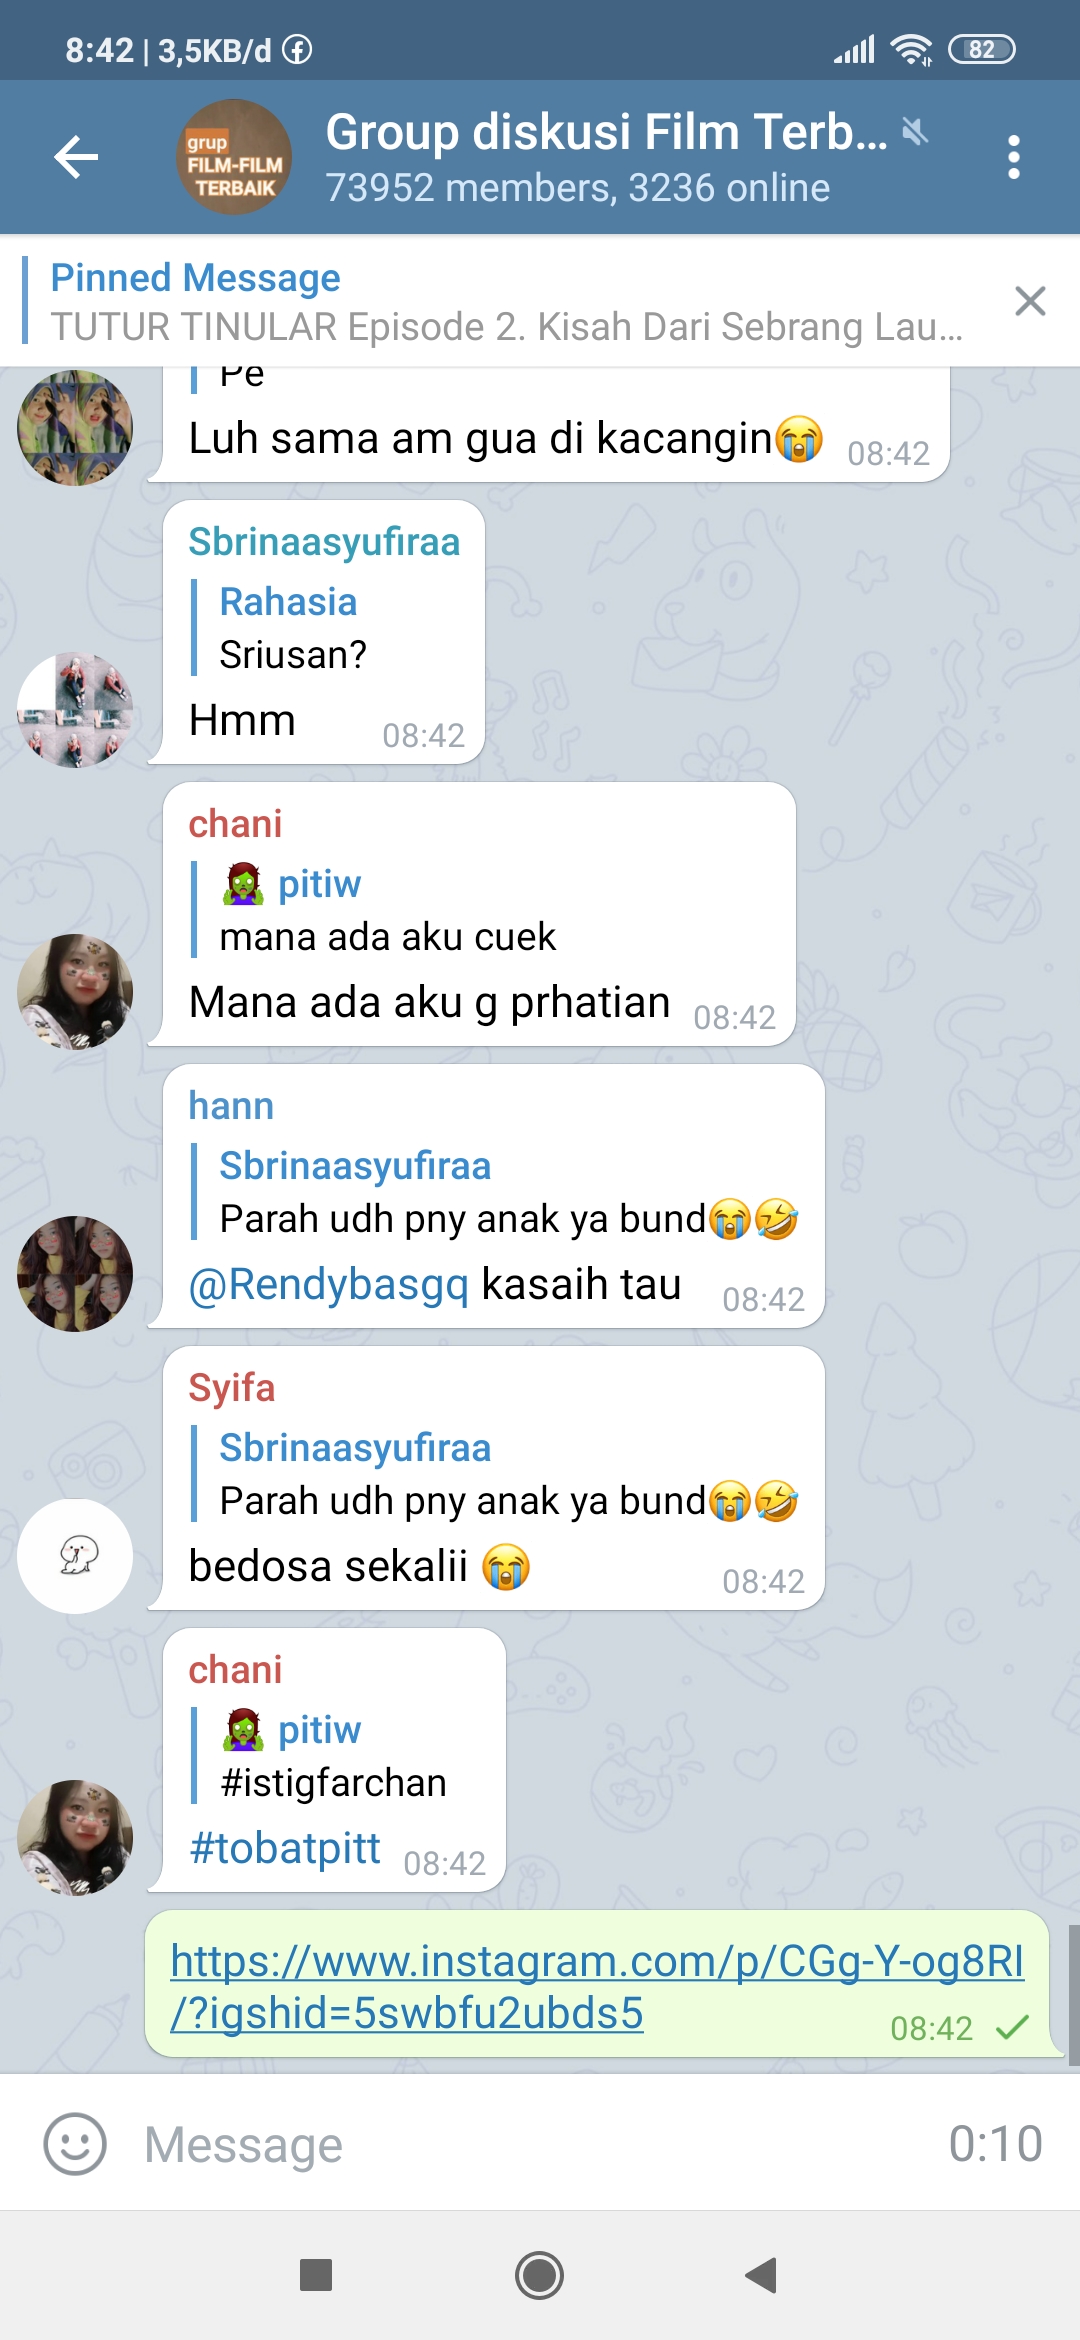 8:42 | 3,5KB/d
82
grup
FILM-FILM
TERBAIK
Group diskusi Film Terb...
73952 members, 3236 online
Pinned Message
TUTUR TINULAR Episode 2. Kisah Dari Sebrang Lau...
Pe
Luh sama am gua di kacangin😭 08:42
Sbrinaasyufiraa
Rahasia
Sriusan?
Hmm 08:42
chani
🧟‍♀️ pitiw
mana ada aku cuek
Mana ada aku g prhatian 08:42
hann
Sbrinaasyufiraa
Parah udh pny anak ya bund😭🤣
@Rendybasgq kasaih tau 08:42
Syifa
Sbrinaasyufiraa
Parah udh pny anak ya bund😭🤣
bedosa sekalii 😭 08:42
chani
🧟‍♀️ pitiw
#istigfarchan
#tobatpitt 08:42
https://www.instagram.com/p/CGg-Y-og8RI
/?igshid=5swbfu2ubds5
08:42
Message
0:10